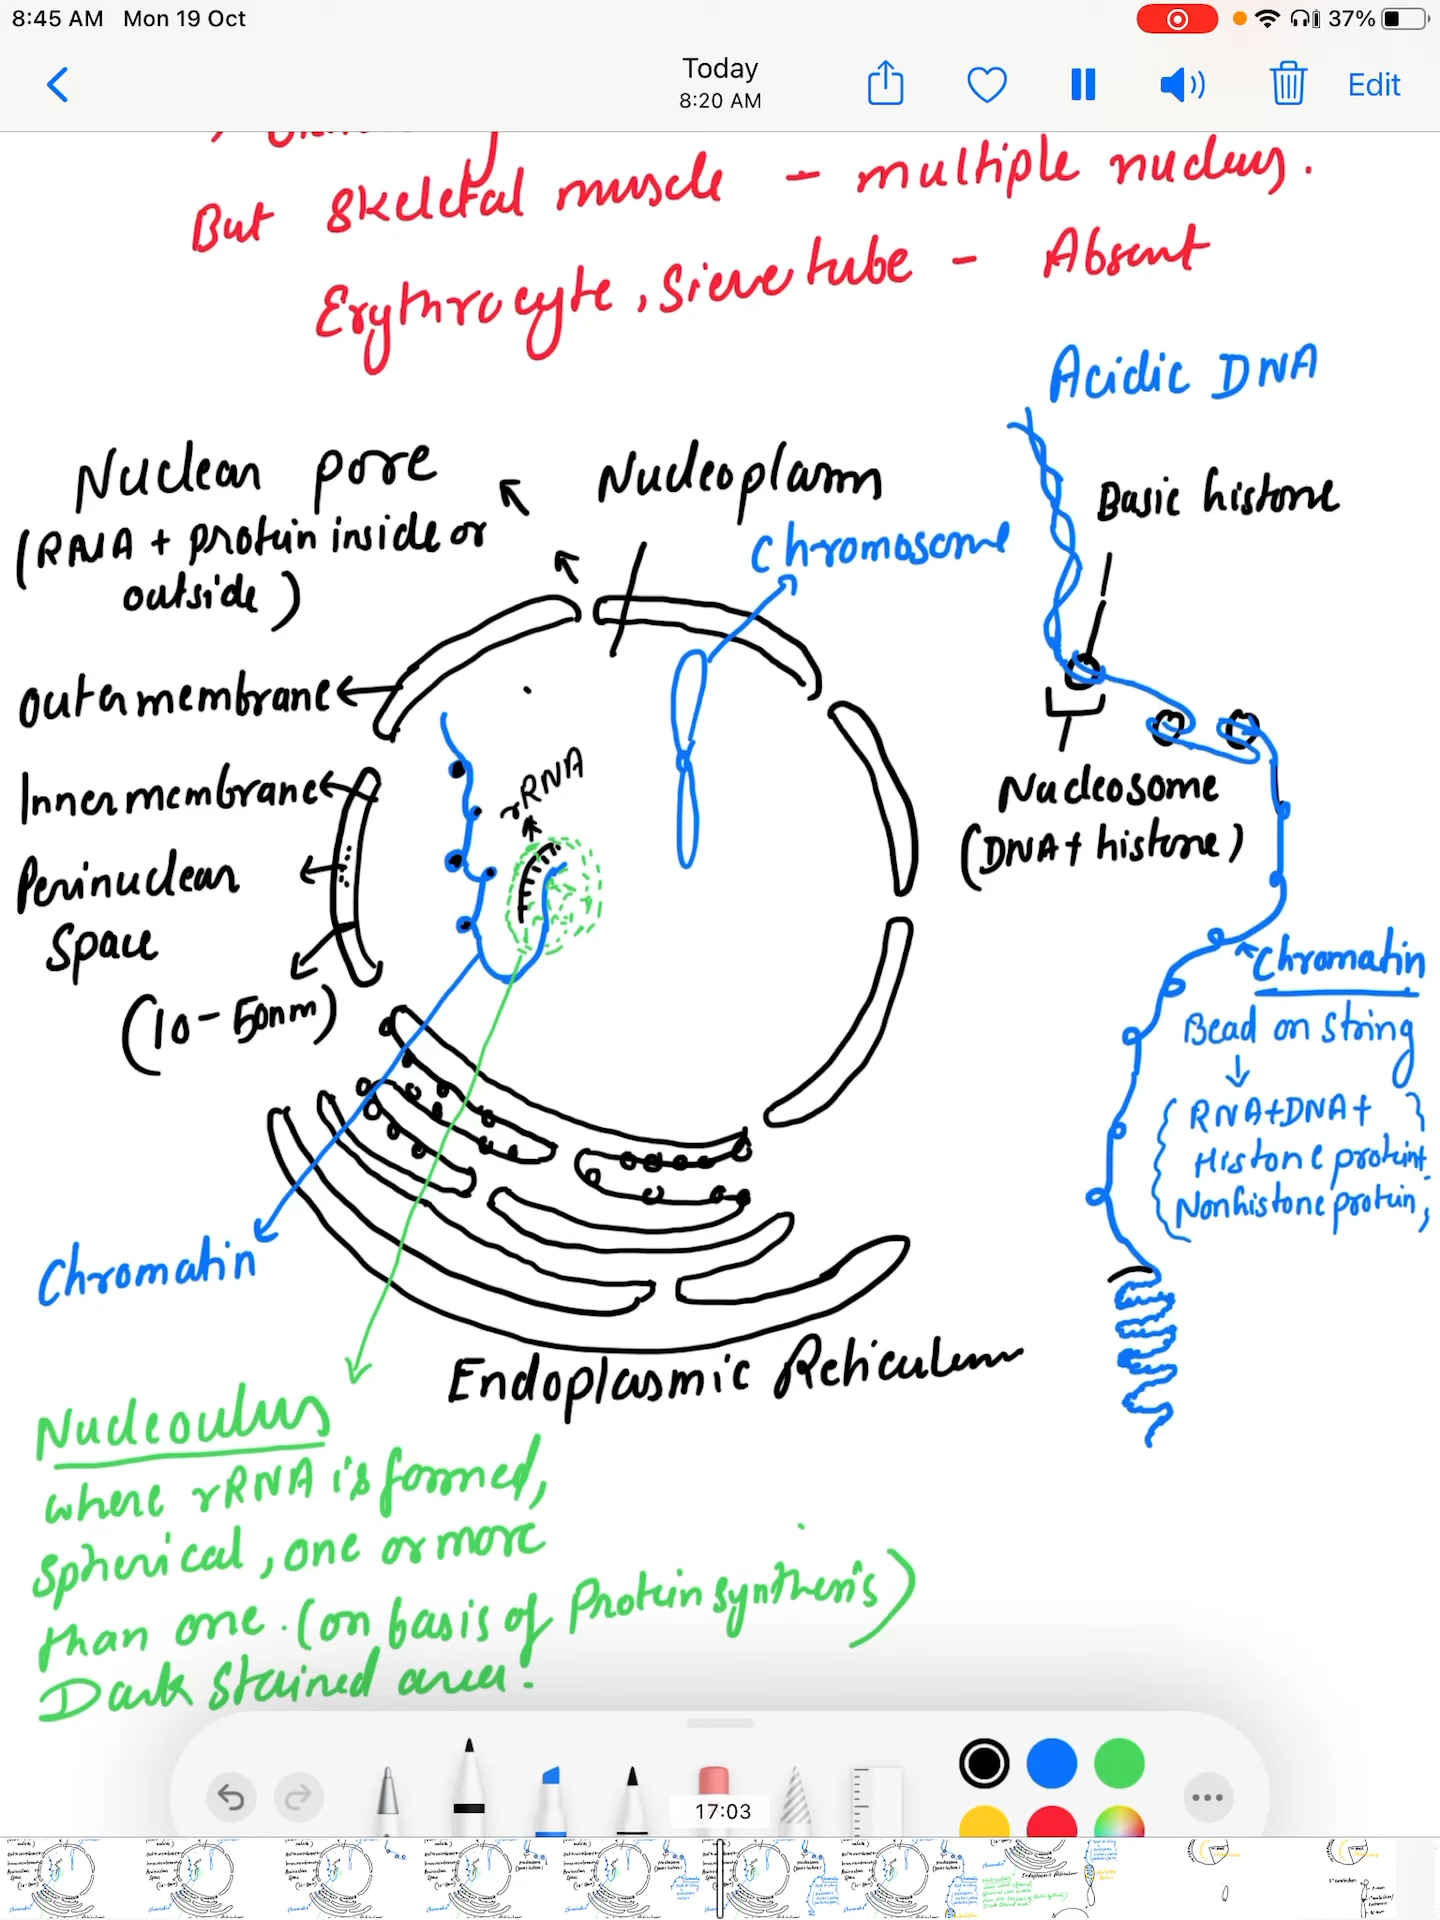 8:45 AM Mon 19 Oct
37%
Today
8:20 AM
Edit
But Skeletal muscle - multiple nucleus.
Erythrocyte, Sieve tube - Absent
Acidic DNA
Nuclear pore
(RNA + protein inside or
outside)
Nucleoplasm
Chromosome
Basic histone
Outer membrane
Inner membrane
Perinuclear
Space
(10-50nm)
rRNA
Nucleosome
(DNA + histone)
Chromatin
Bead on string
RNA+DNA+
Histone protein+
Nonhistone protein
Chromatin
Endoplasmic Reticulum
Nucleoulus
where rRNA is formed,
Spherical, one or more
than one. (on basis of Protein synthesis)
Dark Stained area.
17:03